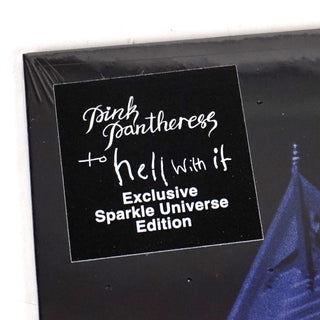 Pink
Pantheress
to hell with it
Exclusive
Sparkle Universe
Edition